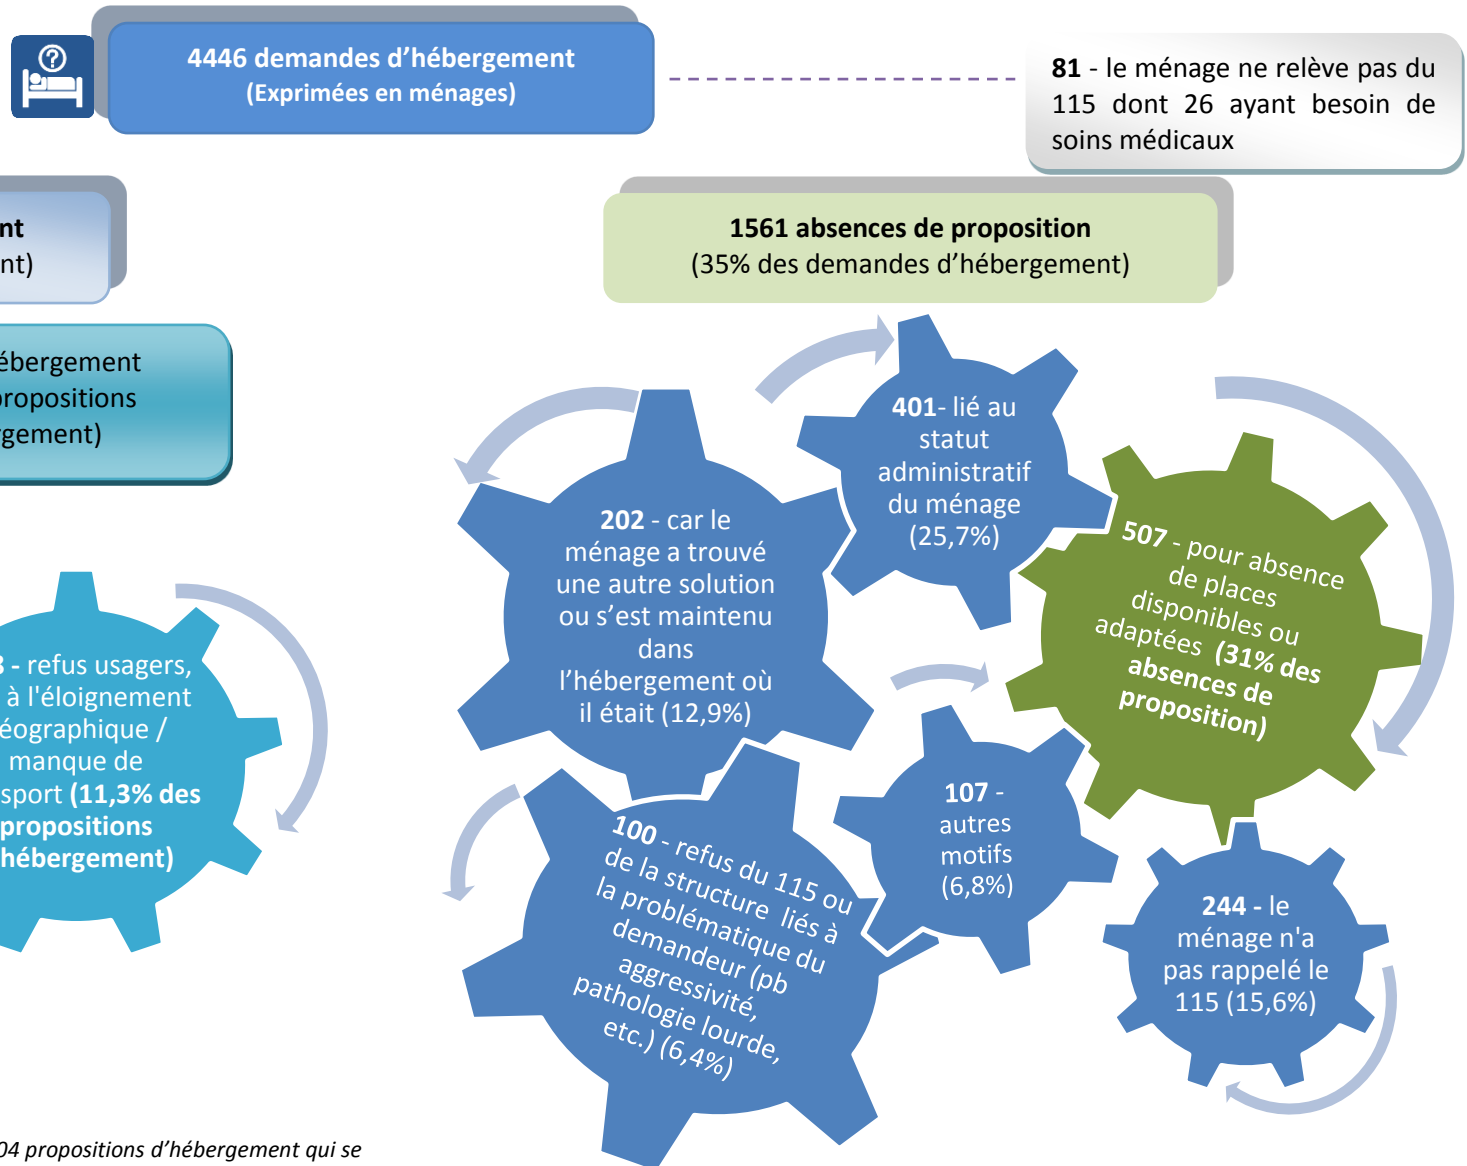 4446 demandes d'hébergement
(Exprimées en ménages)
81 - le ménage ne relève pas du
115 dont 26 ayant besoin de
soins médicaux
nt
nt)
1561 absences de proposition
(35% des demandes d'hébergement)
ébergement
propositions
rgement)
401- lié au
statut
administratif
du ménage
(25,7%)
202 - car le
ménage a trouvé
une autre solution
ou s'est maintenu
dans
l'hébergement où
il était (12,9%)
507 - pour absence
de places
disponibles ou
adaptées (31% des
absences de
proposition)
- refus usagers,
à l'éloignement
éographique /
manque de
sport (11,3% des
propositions
hébergement)
107 -
autres
motifs
(6,8%)
100 - refus du 115 ou
de la structure liés à
la problématique du
demandeur (pb
aggressivité,
pathologie lourde,
etc.) (6,4%)
244 - le
ménage n'a
pas rappelé le
115 (15,6%)
04 propositions d'hébergement qui se